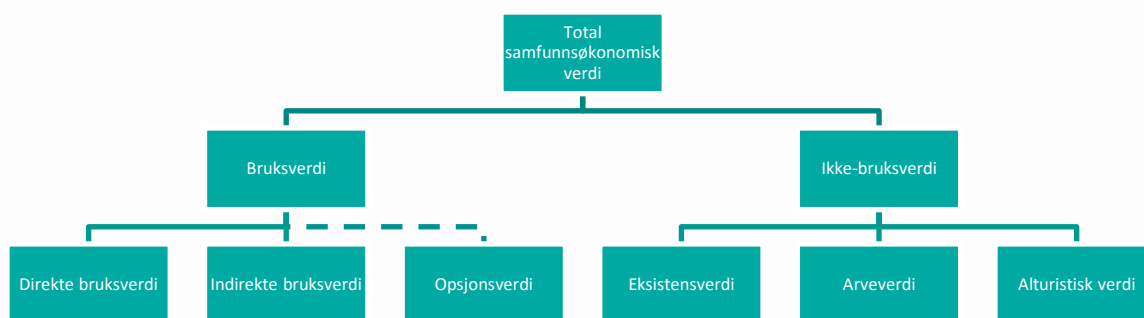 Total
samfunnsøkonomisk
verdi
Bruksverdi
Ikke-bruksverdi
Direkte bruksverdi
Indirekte bruksverdi
Opsjonsverdi
Eksistensverdi
Arveverdi
Alturistisk verdi